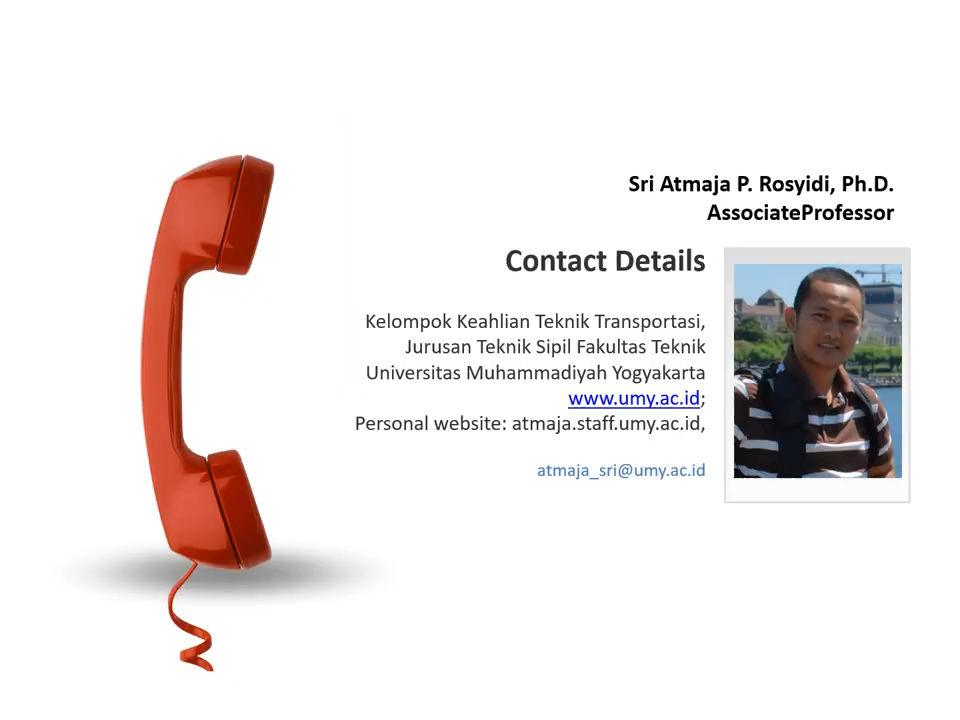 Sri Atmaja P. Rosyidi, Ph.D.
AssociateProfessor
Contact Details
Kelompok Keahlian Teknik Transportasi,
Jurusan Teknik Sipil Fakultas Teknik
Universitas Muhammadiyah Yogyakarta
www.umy.ac.id;
Personal website: atmaja.staff.umy.ac.id,
atmaja_sri@umy.ac.id